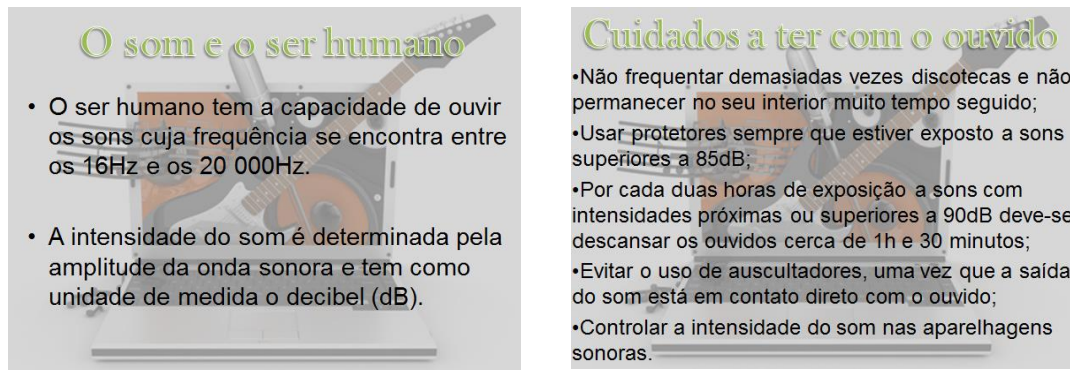 O som e o ser humano
• O ser humano tem a capacidade de ouvir
os sons cuja frequência se encontra entre
os 16Hz e os 20 000Hz.
• A intensidade do som é determinada pela
amplitude da onda sonora e tem como
unidade de medida o decibel (dB).
Cuidados a ter com o ouvido
•Não frequentar demasiadas vezes discotecas e não
permanecer no seu interior muito tempo seguido;
•Usar protetores sempre que estiver exposto a sons
superiores a 85dB;
•Por cada duas horas de exposição a sons com
intensidades próximas ou superiores a 90dB deve-se
descansar os ouvidos cerca de 1h e 30 minutos;
•Evitar o uso de auscultadores, uma vez que a saída
do som está em contato direto com o ouvido;
•Controlar a intensidade do som nas aparelhagens
sonoras.